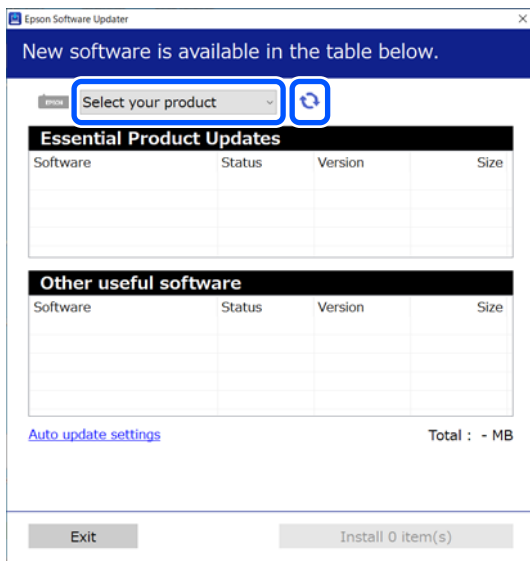 Epson Software Updater
New software is available in the table below.
EPSON
Select your product
Essential Product Updates
Software Status Version Size
Other useful software
Software Status Version Size
Auto update settings
Total : - MB
Exit
Install 0 item(s)